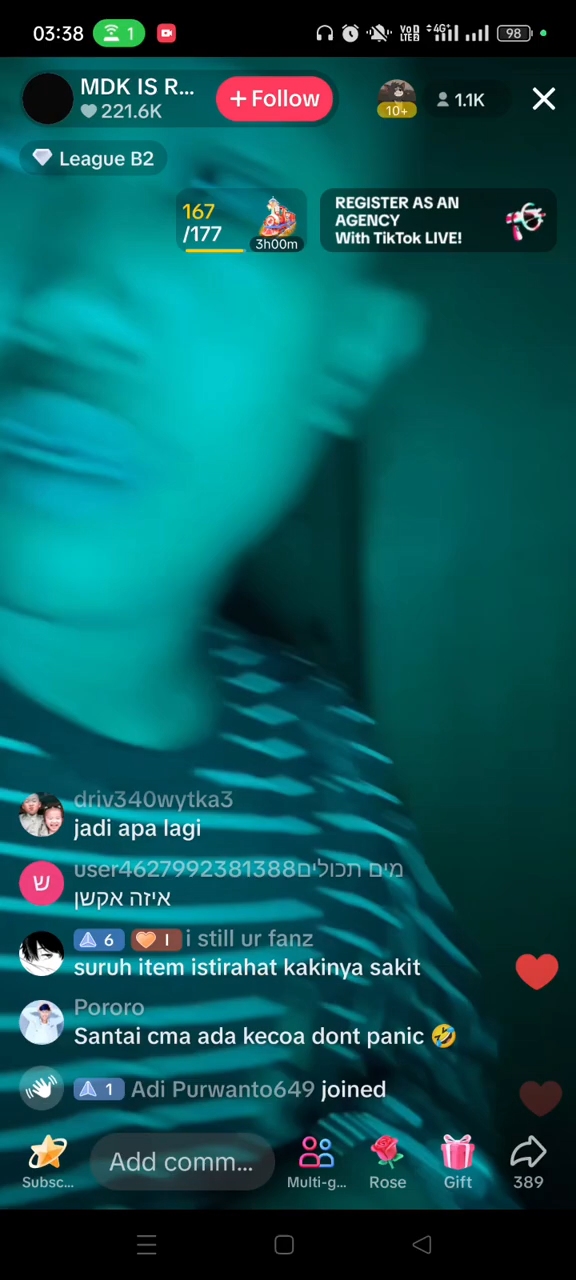 03:38
1
VoD LTED
4G+
98
MDK IS R...
+ Follow
221.6K
10+
1.1K
League B2
167
/177
3h00m
REGISTER AS AN
AGENCY
With TikTok LIVE!
driv340wytka3
jadi apa lagi
ש
user4627992381388מים תכולים
איזה אקשן
6
I
i still ur fanz
suruh item istirahat kakinya sakit
Pororo
Santai cma ada kecoa dont panic 🤣
1
Adi Purwanto649 joined
Add comm...
Subsc...
Multi-g...
Rose
Gift
389